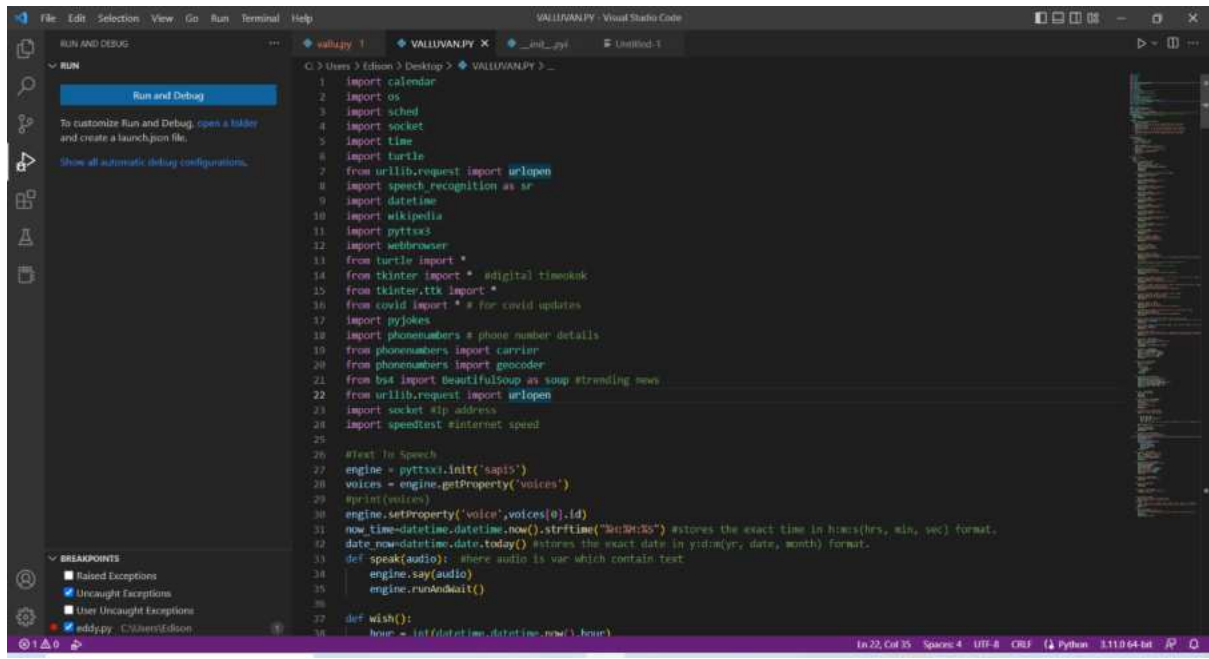 File Edit Selection View Go Run Terminal Help
VALLUVAN.PY - Visual Studio Code
RUN AND DEBUG
RUN
Run and Debug
To customize Run and Debug, open a folder
and create a launch.json file.
Show all automatic debug configurations.
vallu.py 1 VALLUVAN.PY __init__.pyi Untitled-1
C: > Users > Edison > Desktop > VALLUVAN.PY > ...
1 import calendar
2 import os
3 import sched
4 import socket
5 import time
6 import turtle
7 from urllib.request import urlopen
8 import speech_recognition as sr
9 import datetime
10 import wikipedia
11 import pyttsx3
12 import webbrowser
13 from turtle import *
14 from tkinter import * #digital timeokok
15 from tkinter.ttk import *
16 from covid import * # for covid updates
17 import pyjokes
18 import phonenumbers # phone number details
19 from phonenumbers import carrier
20 from phonenumbers import geocoder
21 from bs4 import BeautifulSoup as soup #trending news
22 from urllib.request import urlopen
23 import socket #ip address
24 import speedtest #internet speed
25
26 #Text To Speech
27 engine = pyttsx3.init('sapi5')
28 voices = engine.getProperty('voices')
29 #print(voices)
30 engine.setProperty('voice',voices[0].id)
31 now_time=datetime.datetime.now().strftime("%H:%M:%S") #stores the exact time in h:m:s(hrs, min, sec) format.
32 date_now=datetime.date.today() #stores the exact date in y:d:m(yr, date, month) format.
33 def speak(audio): #here audio is var which contain text
34 engine.say(audio)
35 engine.runAndWait()
36
37 def wish():
38 hour = int(datetime.datetime.now().hour)
BREAKPOINTS
Raised Exceptions
Uncaught Exceptions
User Uncaught Exceptions
eddy.py C:\Users\Edison
1 0
Ln 22, Col 35 Spaces: 4 UTF-8 CRLF Python 3.11.0 64-bit